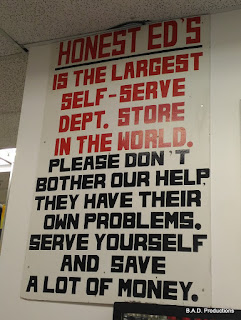 HONEST ED'S
IS THE LARGEST
SELF-SERVE
DEPT. STORE
IN THE WORLD.
PLEASE DON'T
BOTHER OUR HELP
THEY HAVE THEIR
OWN PROBLEMS.
SERVE YOURSELF
AND SAVE
A LOT OF MONEY.
B.A.D. Productions